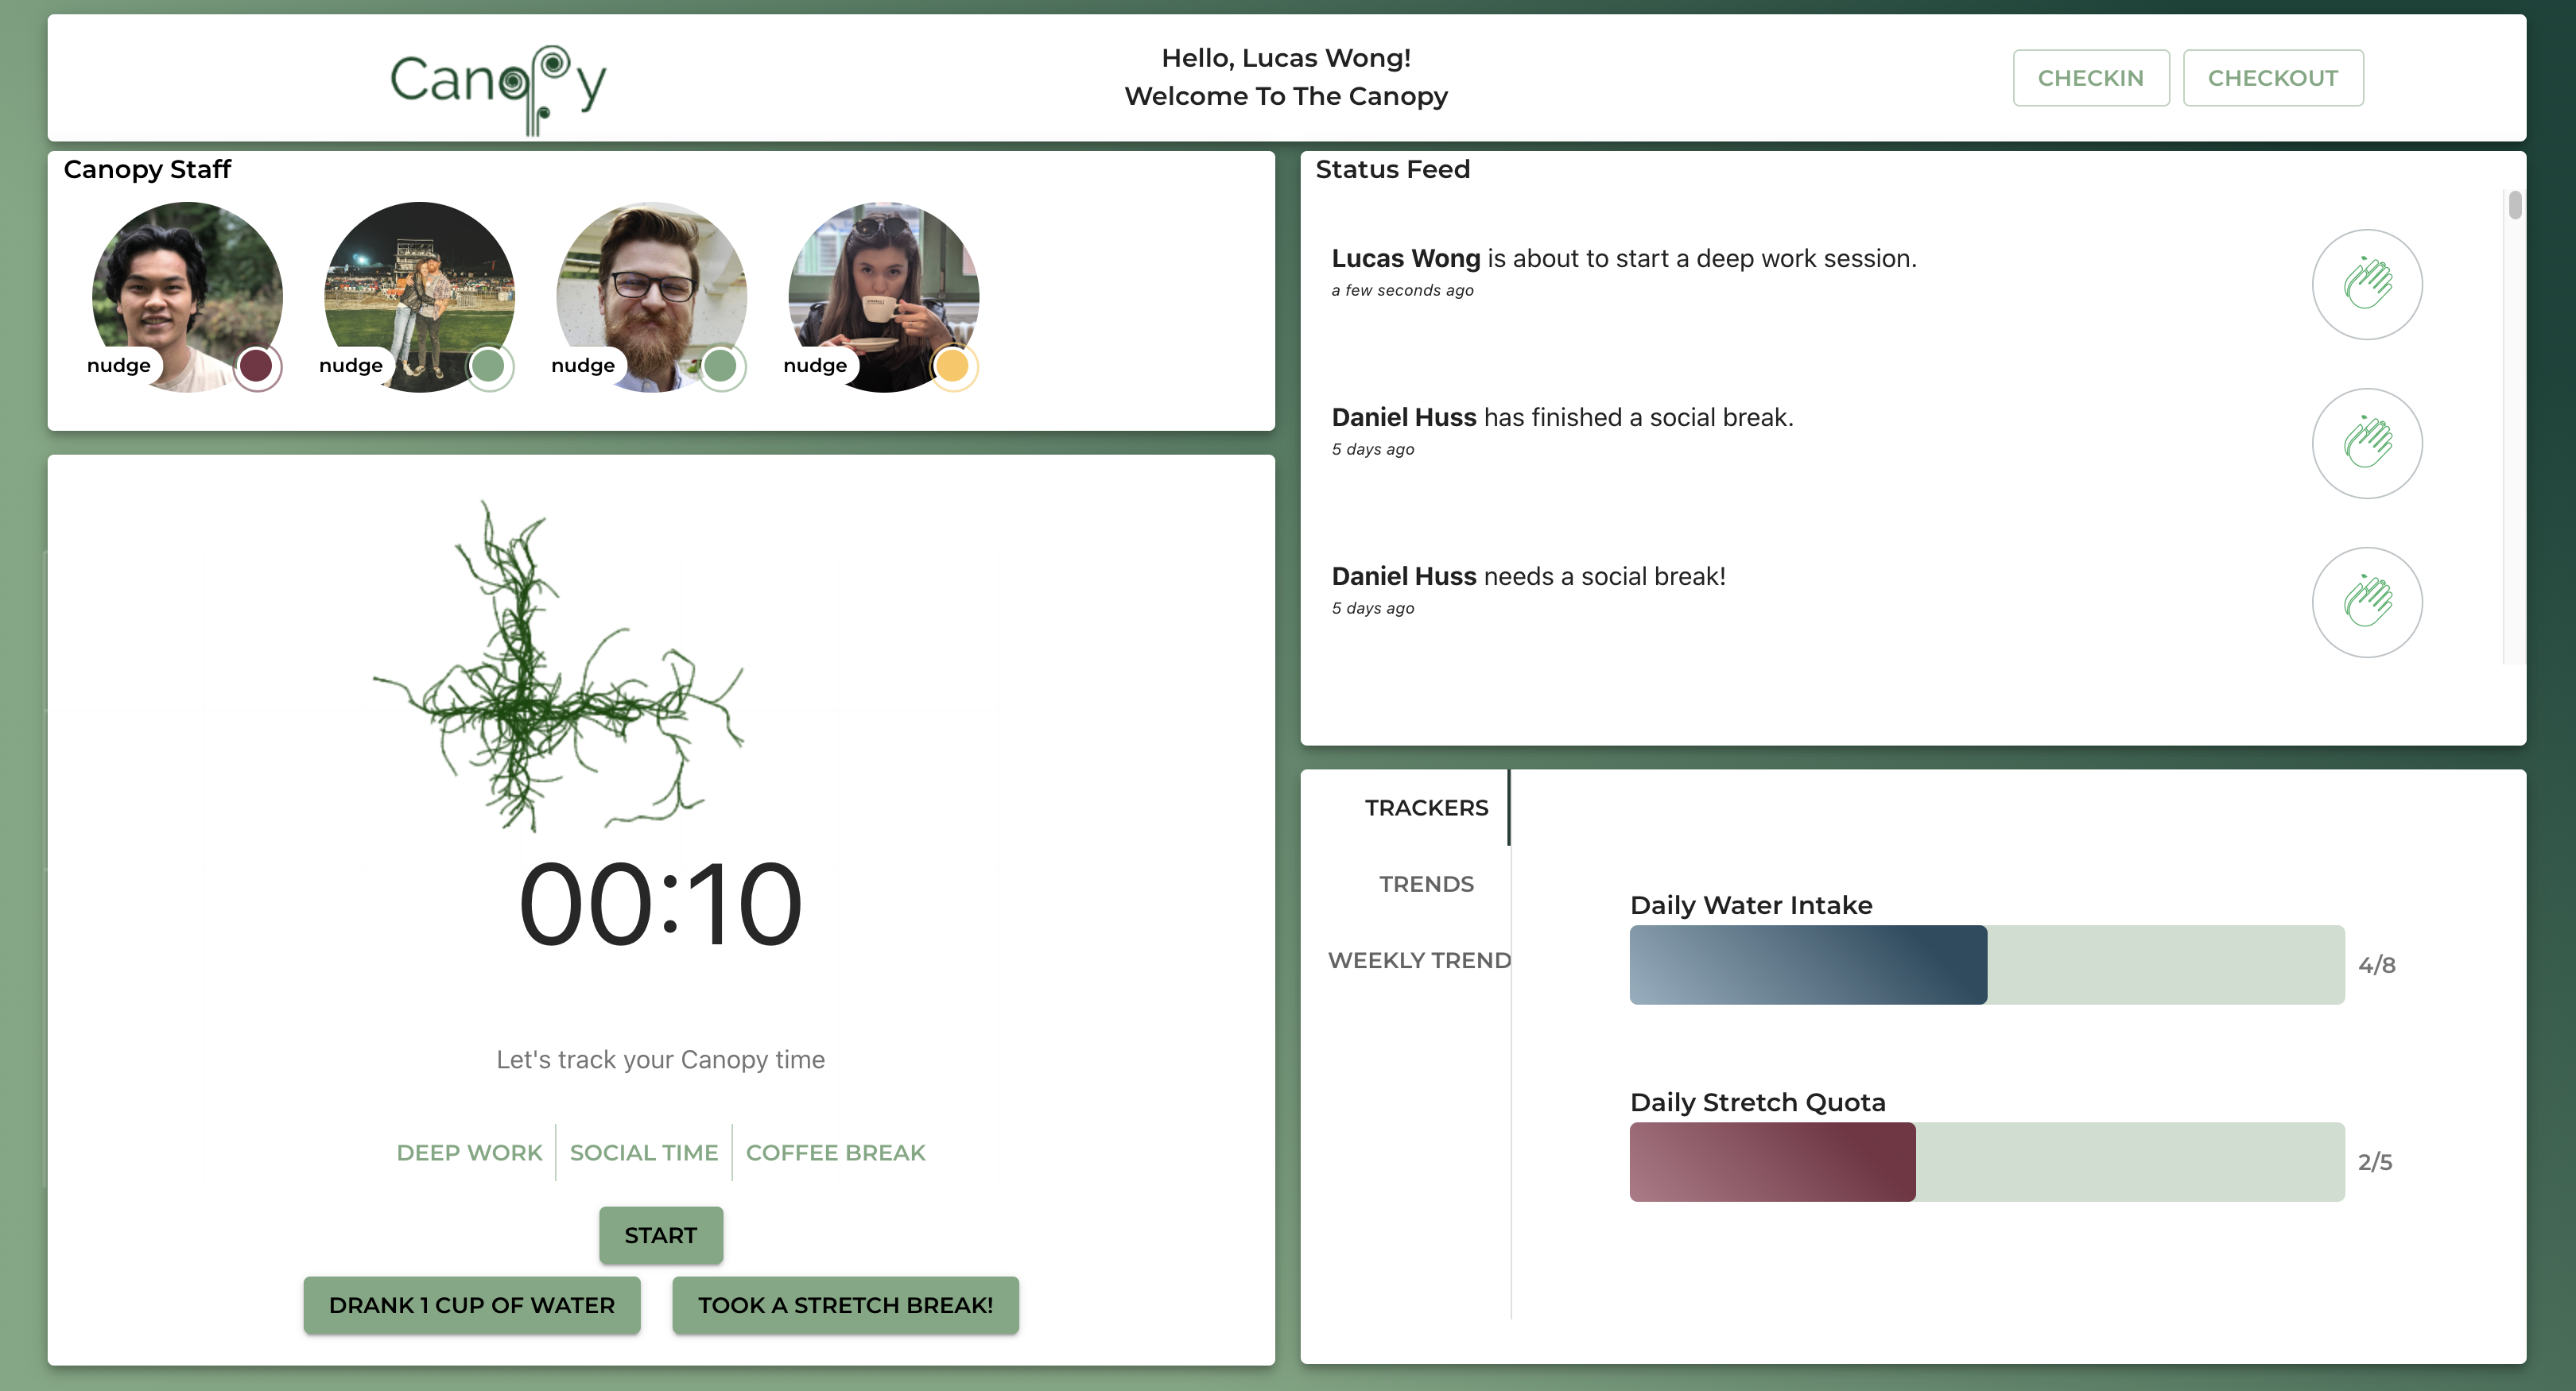 Canopy
Hello, Lucas Wong!
Welcome To The Canopy
CHECKIN
CHECKOUT
Canopy Staff
nudge
nudge
nudge
nudge
Status Feed
Lucas Wong is about to start a deep work session.
a few seconds ago
Daniel Huss has finished a social break.
5 days ago
Daniel Huss needs a social break!
5 days ago
00:10
Let's track your Canopy time
DEEP WORK
SOCIAL TIME
COFFEE BREAK
START
DRANK 1 CUP OF WATER
TOOK A STRETCH BREAK!
TRACKERS
TRENDS
WEEKLY TREND
Daily Water Intake
4/8
Daily Stretch Quota
2/5